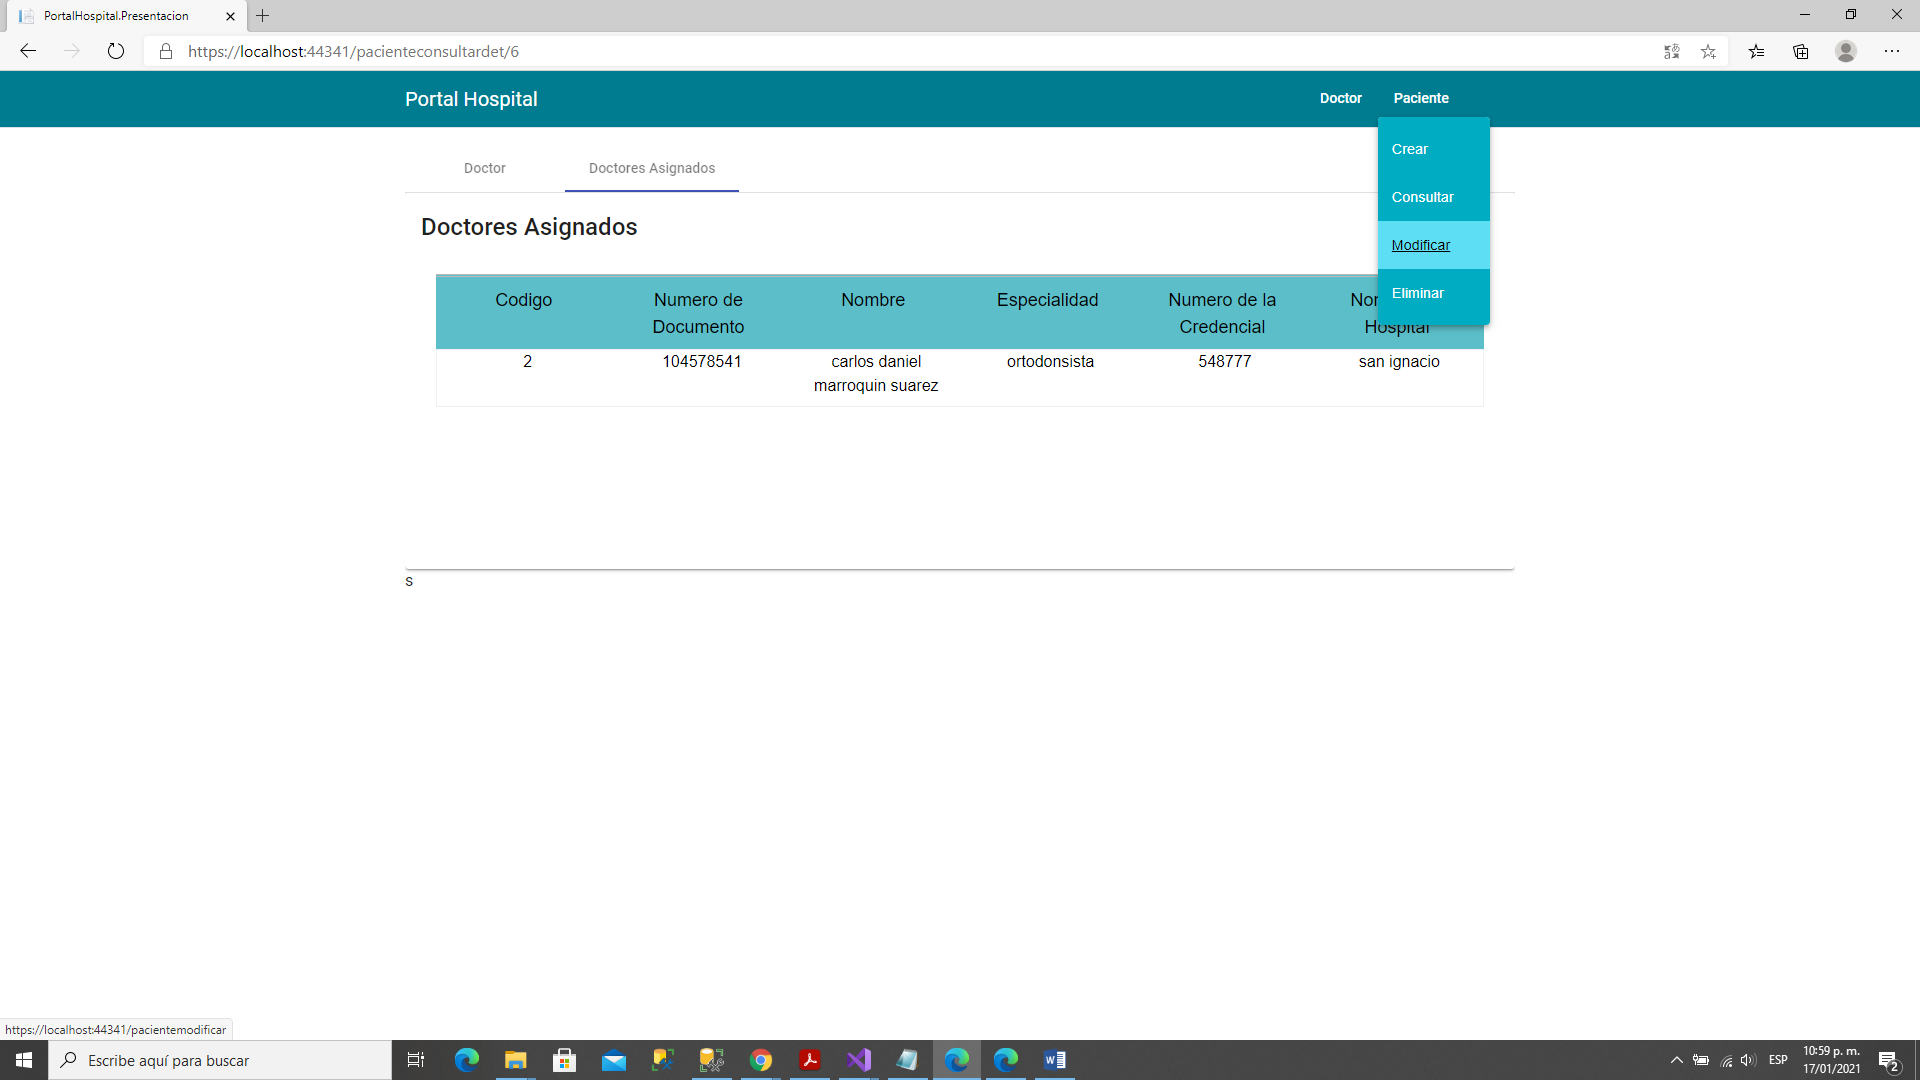 PortalHospital.Presentacion
https://localhost:44341/pacienteconsultardet/6
Portal Hospital
Doctor
Paciente
Crear
Consultar
Modificar
Eliminar
Doctor
Doctores Asignados
Doctores Asignados
Codigo
Numero de
Documento
Nombre
Especialidad
Numero de la
Credencial
Hospital
2
104578541
carlos daniel
marroquin suarez
ortodonsista
548777
san ignacio
s
https://localhost:44341/pacientemodificar
Escribe aquí para buscar
ESP
10:59 p. m.
17/01/2021
2